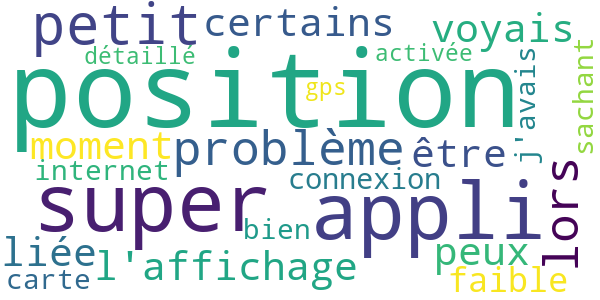 petit
certains
voyais
détaillé
activée
position
gps
j'avais
sachant
moment
problème
être
internet
connexion
super
appli
lors
bien
liée
l'affichage
peux
carte
faible